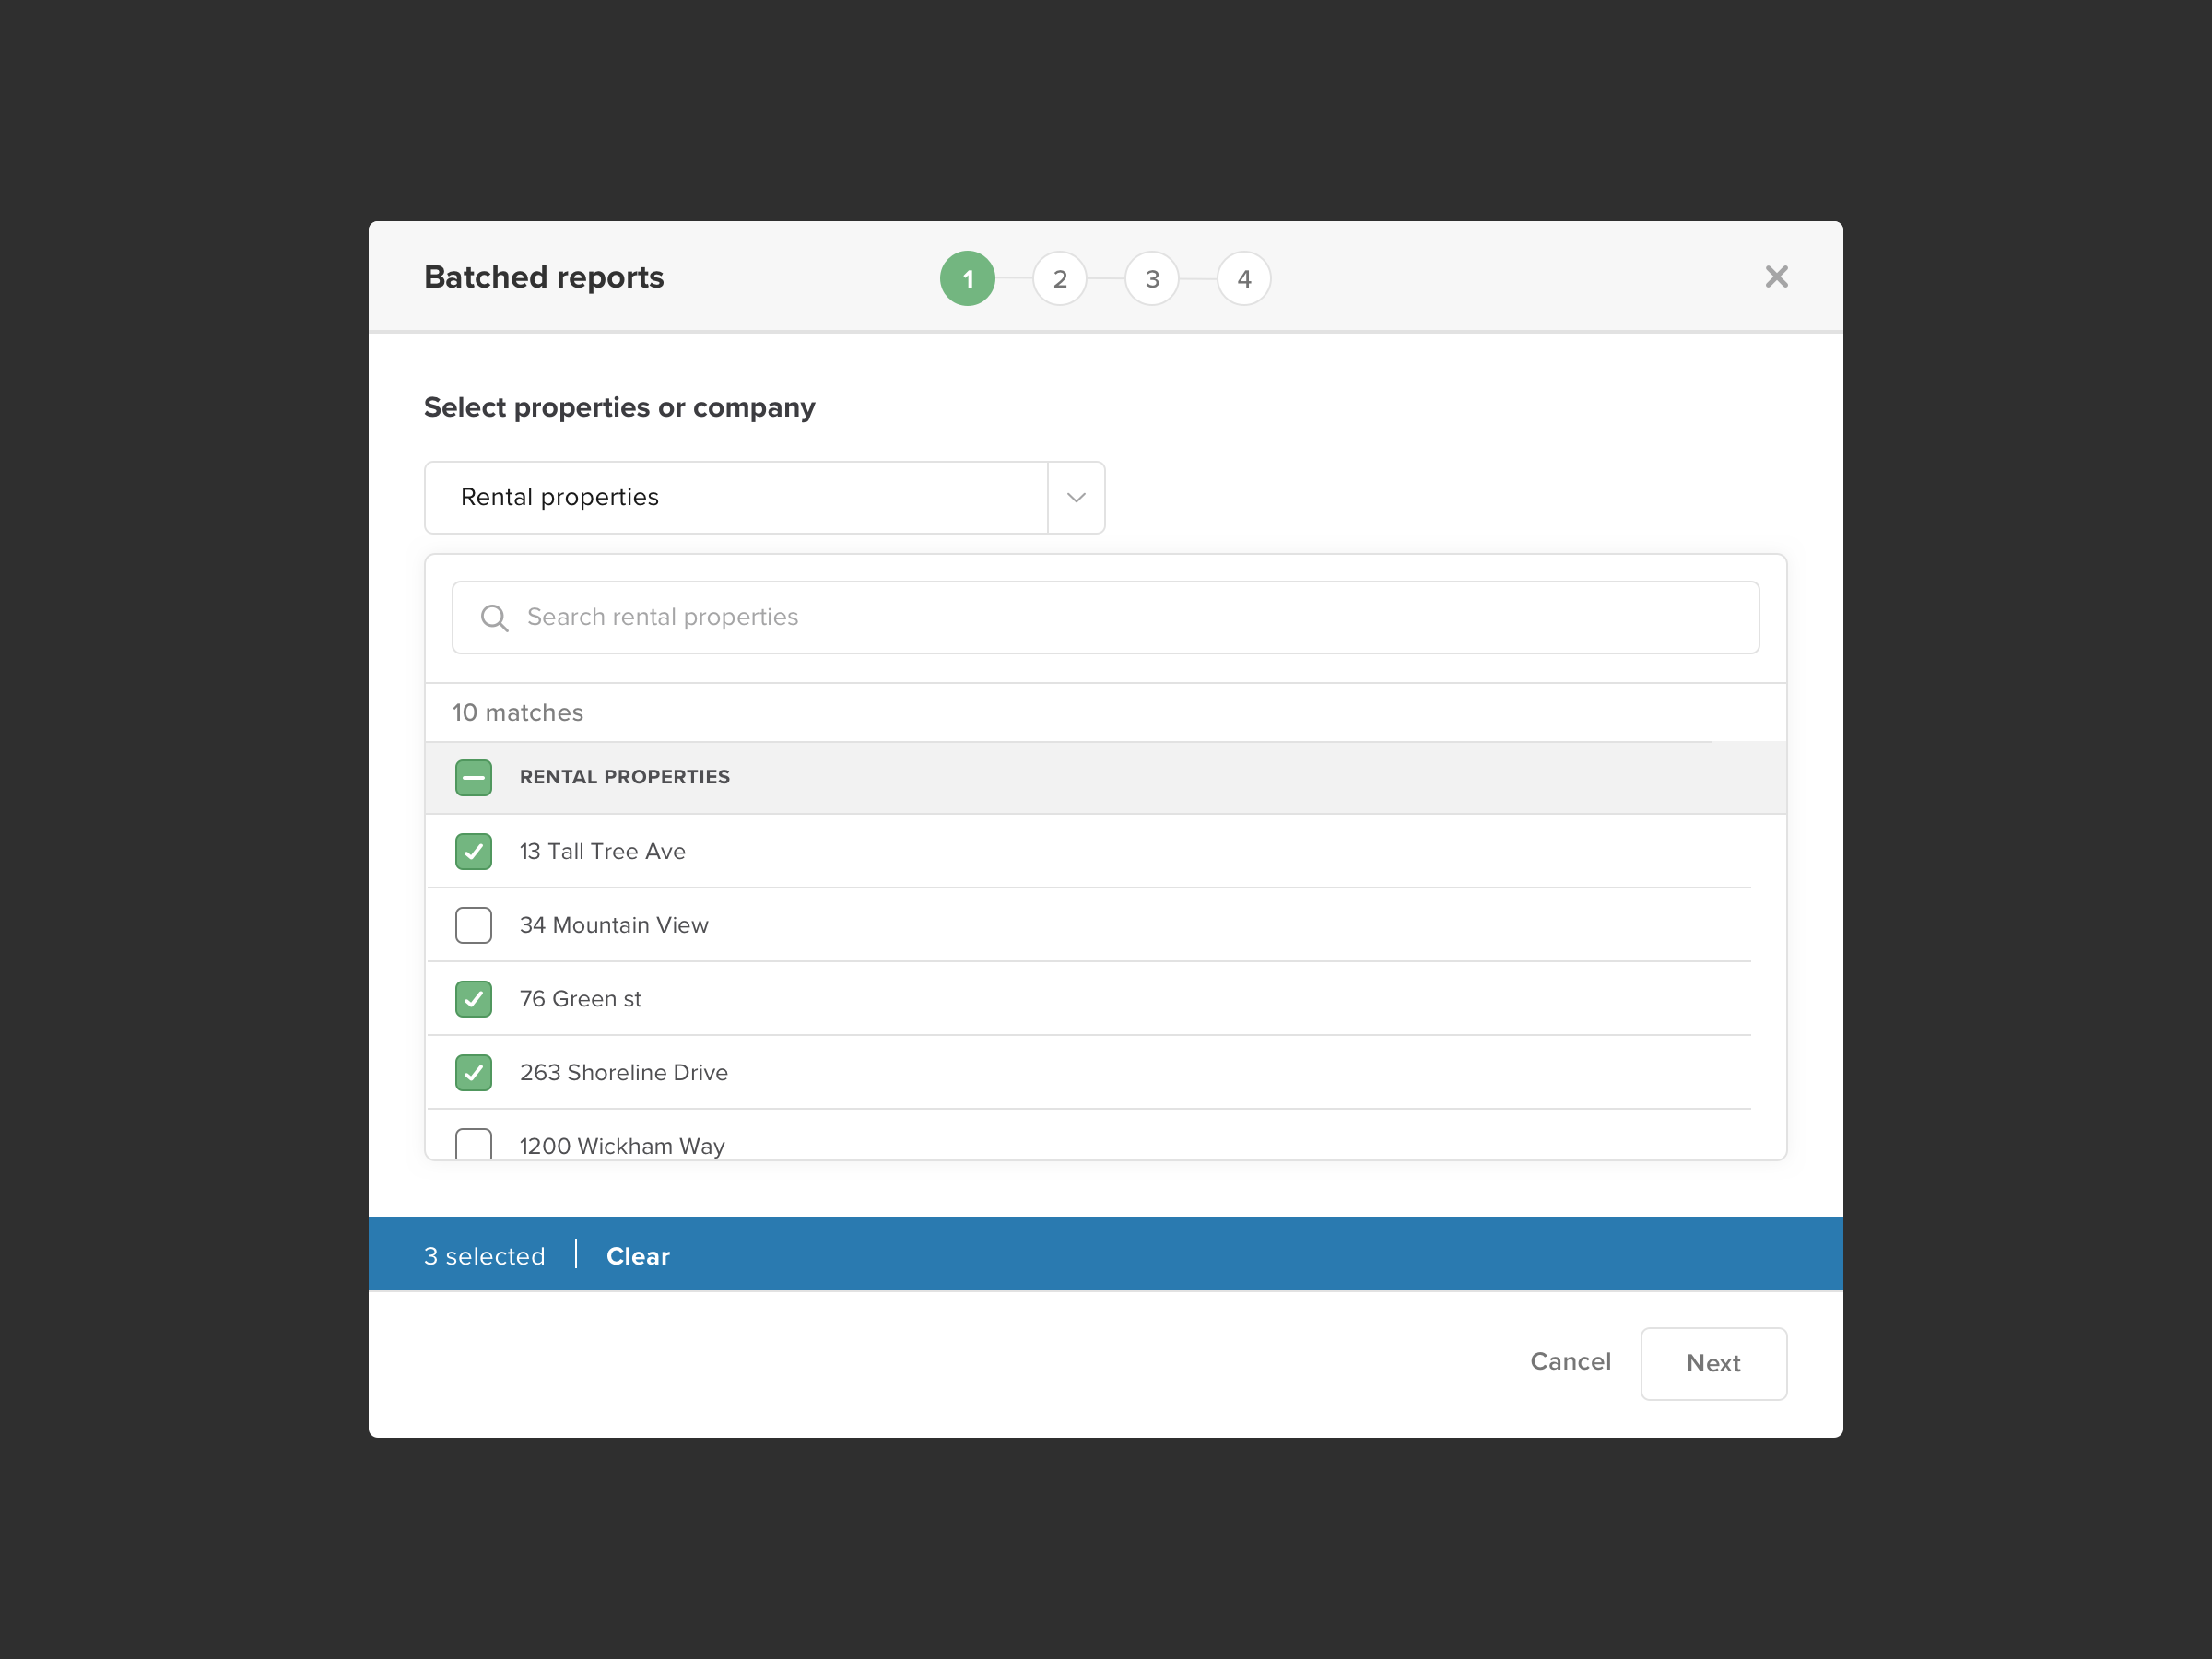 Batched reports
1 2 3 4
Select properties or company
Rental properties
Search rental properties
10 matches
RENTAL PROPERTIES
13 Tall Tree Ave
34 Mountain View
76 Green st
263 Shoreline Drive
1200 Wickham Way
3 selected
Clear
Cancel
Next